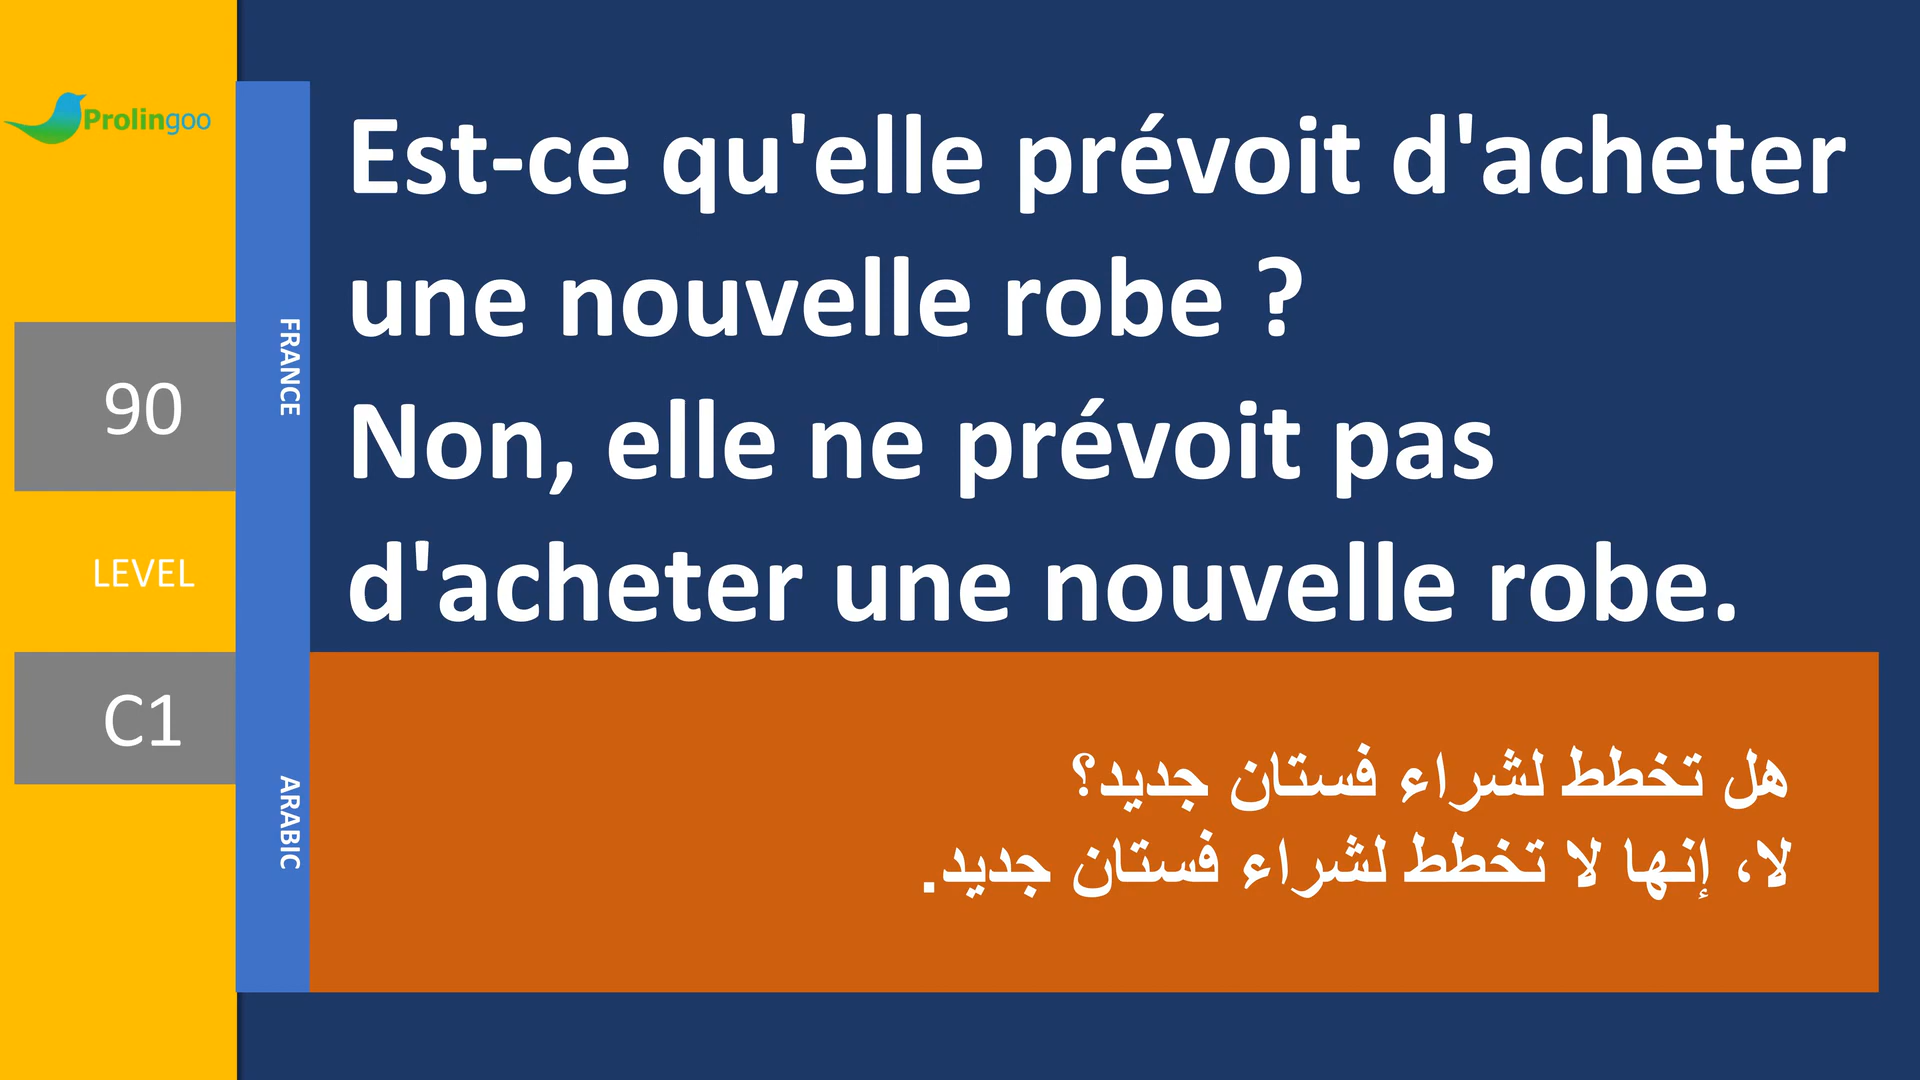 Prolingoo
90
LEVEL
C1
FRANCE
ARABIC
Est-ce qu'elle prévoit d'acheter
une nouvelle robe ?
Non, elle ne prévoit pas
d'acheter une nouvelle robe.
هل تخطط لشراء فستان جديد؟
لا، إنها لا تخطط لشراء فستان جديد.